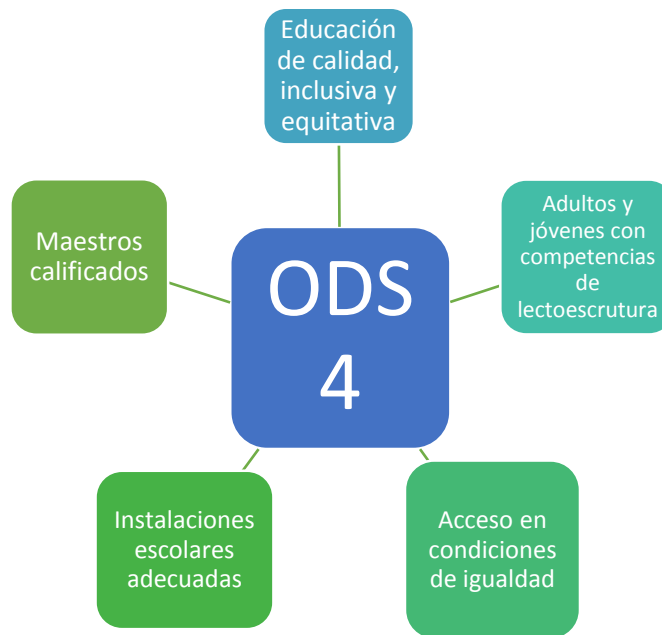 Educación
de calidad,
inclusiva y
equitativa
Adultos y
jóvenes con
competencias
de
lectoescrutura
Acceso en
condiciones
de igualdad
Instalaciones
escolares
adecuadas
Maestros
calificados
ODS
4